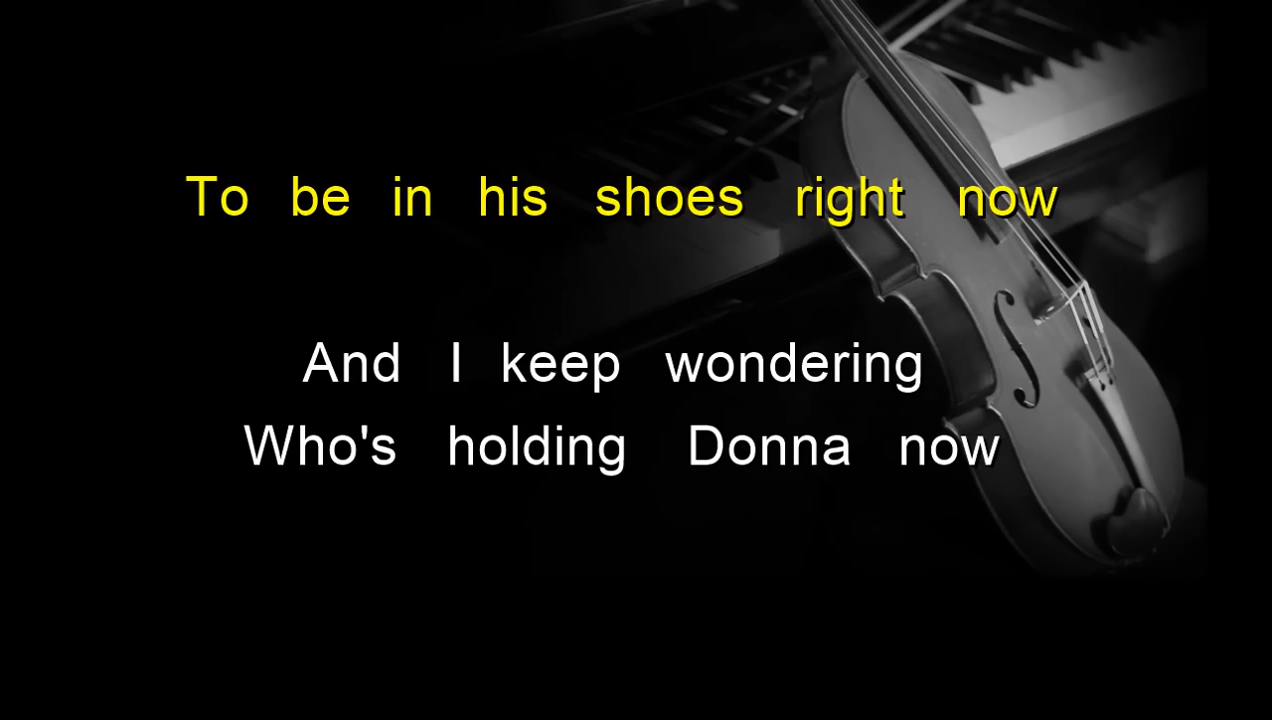 To be in his shoes right now
And I keep wondering
Who's holding Donna now